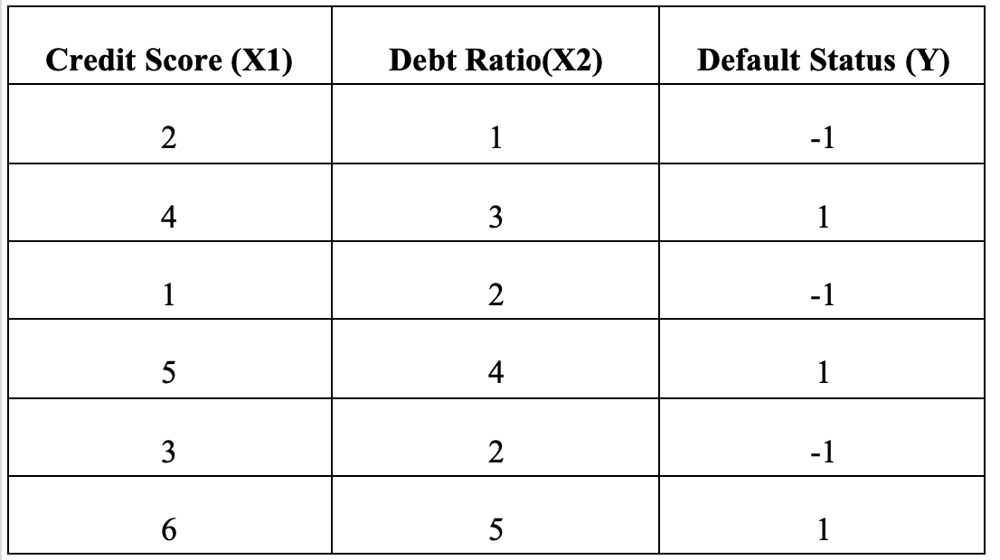 Credit Score (X1) Debt Ratio(X2) Default Status (Y)
2 1 -1
4 3 1
1 2 -1
5 4 1
3 2 -1
6 5 1